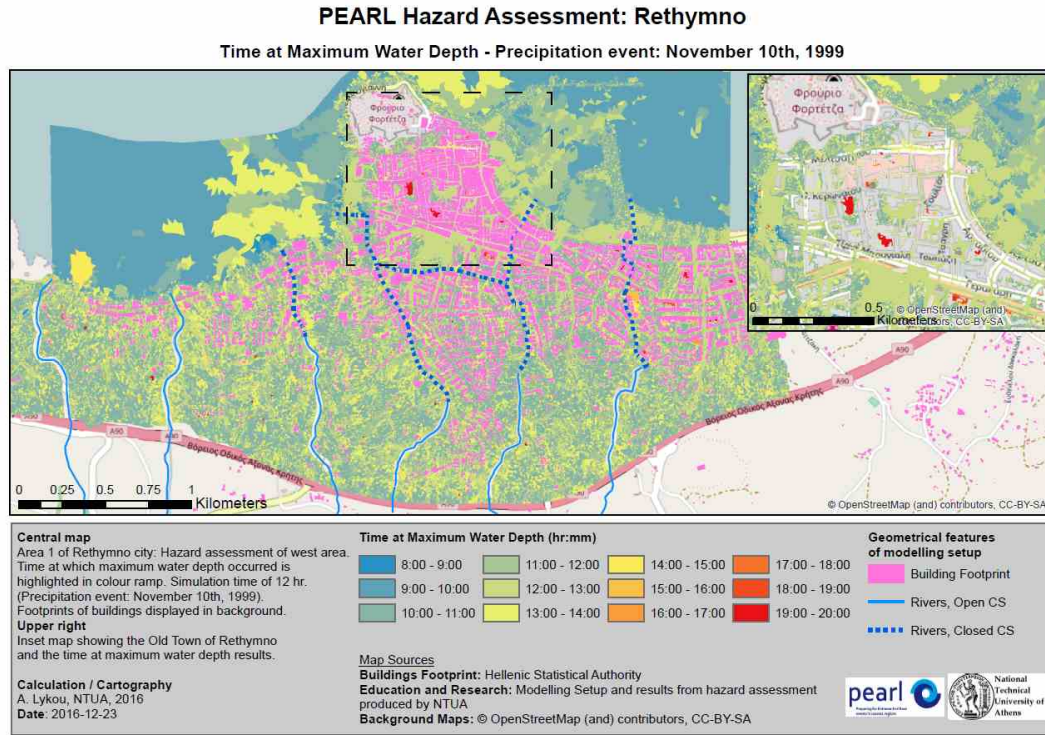 PEARL Hazard Assessment: Rethymno
Time at Maximum Water Depth - Precipitation event: November 10th, 1999
Φρούριο
Φορτέτζα
Φρούριο
Φορτέτζα
0
0.5
Kilometers
© OpenStreetMap (and)
contributors, CC-BY-SA
A90
A90
A90
A90
Βόρειος Οδικός Άξονας Κρήτης
Βόρειος Οδικός Άξονας Κρήτης
0 0.25 0.5 0.75 1
Kilometers
© OpenStreetMap (and) contributors, CC-BY-SA
Central map
Area 1 of Rethymno city: Hazard assessment of west area.
Time at which maximum water depth occurred is
highlighted in colour ramp. Simulation time of 12 hr.
(Precipitation event: November 10th, 1999).
Footprints of buildings displayed in background.
Upper right
Inset map showing the Old Town of Rethymno
and the time at maximum water depth results.
Calculation / Cartography
A. Lykou, NTUA, 2016
Date: 2016-12-23
Time at Maximum Water Depth (hr:mm)
8:00 - 9:00 11:00 - 12:00 14:00 - 15:00 17:00 - 18:00
9:00 - 10:00 12:00 - 13:00 15:00 - 16:00 18:00 - 19:00
10:00 - 11:00 13:00 - 14:00 16:00 - 17:00 19:00 - 20:00
Map Sources
Buildings Footprint: Hellenic Statistical Authority
Education and Research: Modelling Setup and results from hazard assessment
produced by NTUA
Background Maps: © OpenStreetMap (and) contributors, CC-BY-SA
Geometrical features
of modelling setup
Building Footprint
Rivers, Open CS
Rivers, Closed CS
pearl
National
Technical
University of
Athens